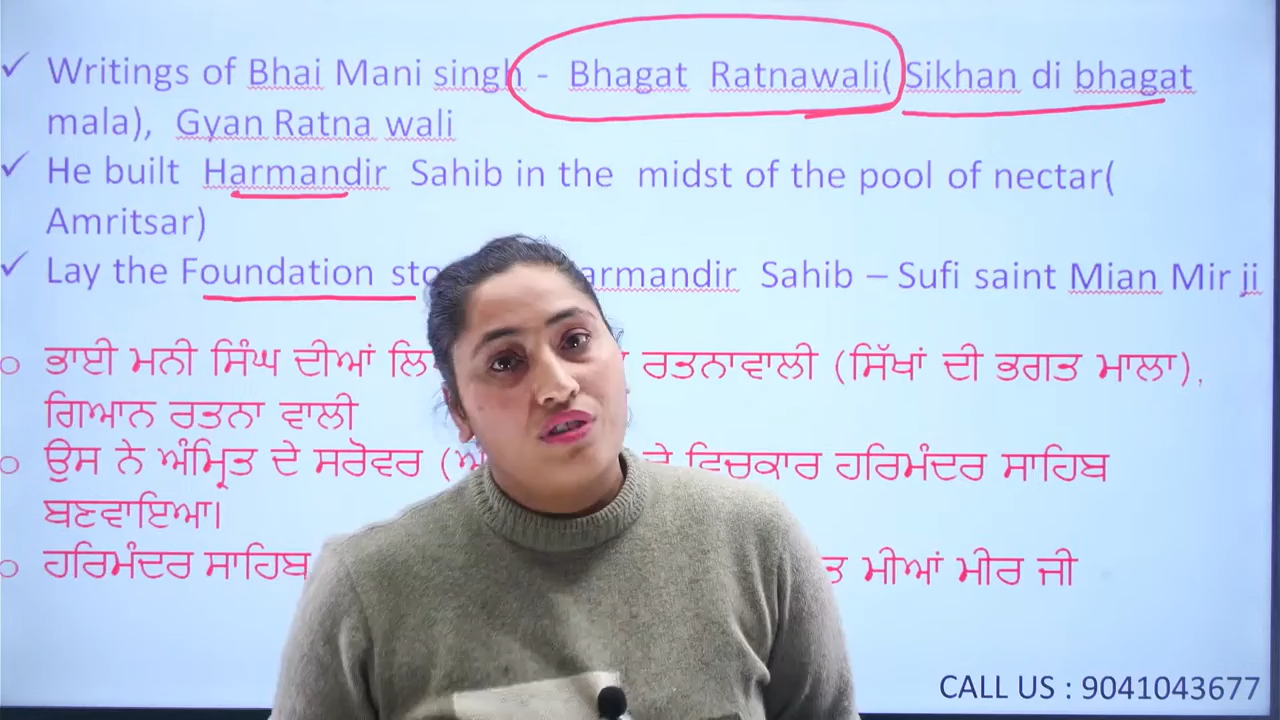 Writings of Bhai Mani singh - Bhagat Ratnawali( Sikhan di bhagat
mala), Gyan Ratna wali
He built Harmandir Sahib in the midst of the pool of nectar(
Amritsar)
Lay the Foundation Sahib – Sufi saint Mian Mir ji
ਭਾਈ ਮਨੀ ਸਿੰਘ ਦੀਆਂ ਰਤਨਾਵਾਲੀ (ਸਿੱਖਾਂ ਦੀ ਭਗਤ ਮਾਲਾ),
ਗਿਆਨ ਰਤਨਾ ਵਾਲੀ
ਉਸ ਨੇ ਅੰਮ੍ਰਿਤ ਦੇ ਸਰੋਵਰ ਵਿਚਕਾਰ ਹਰਿਮੰਦਰ ਸਾਹਿਬ
ਬਣਵਾਇਆ।
ਹਰਿਮੰਦਰ ਸਾਹਿਬ ਮੀਆਂ ਮੀਰ ਜੀ
CALL US : 9041043677